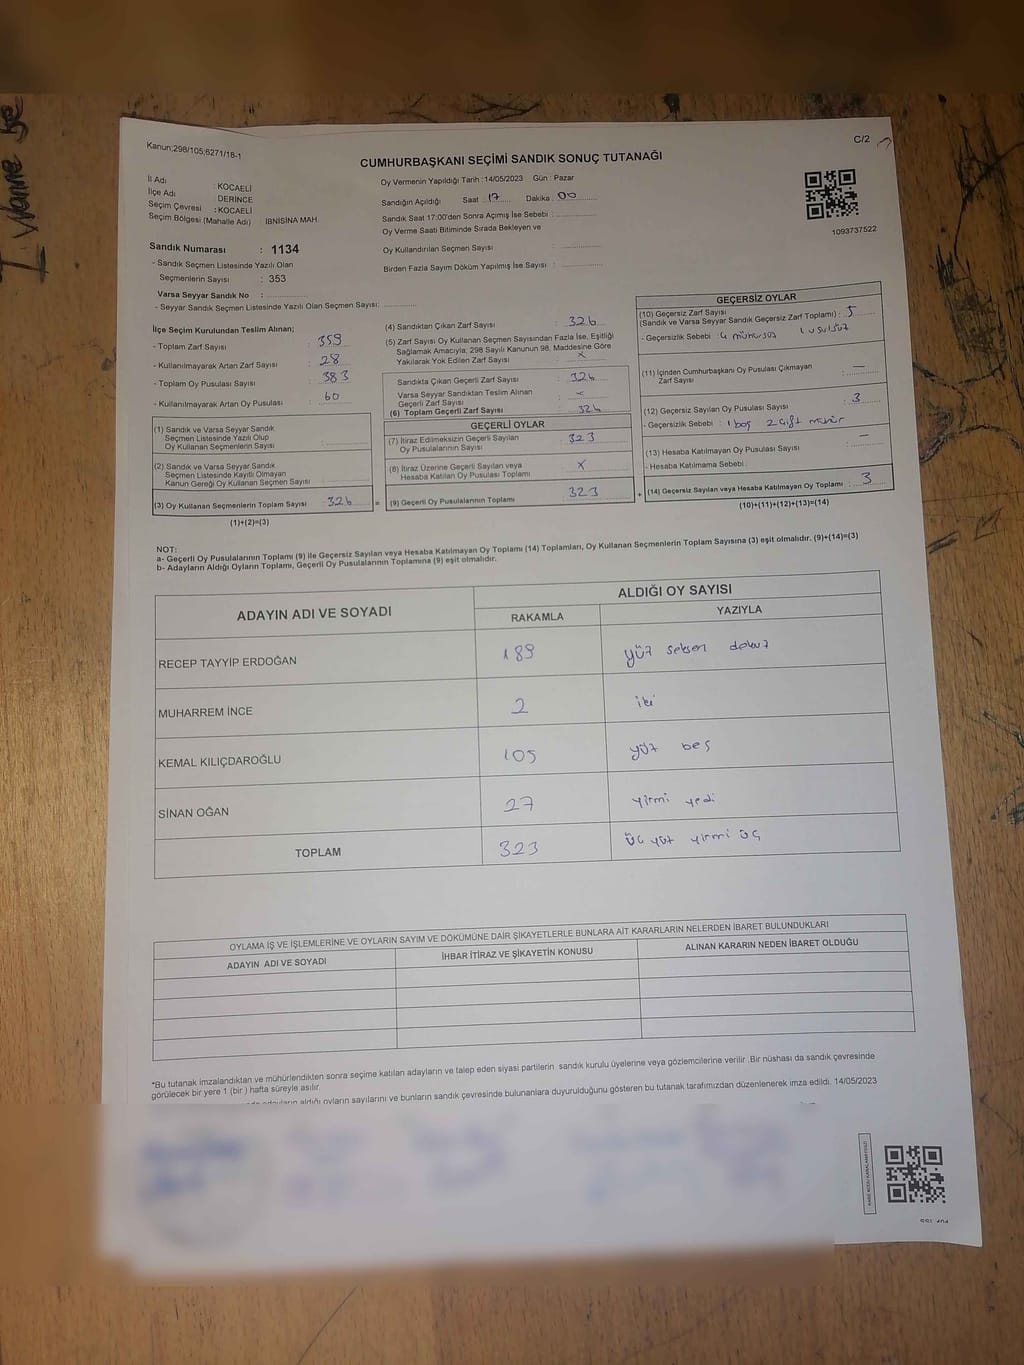 I Wanne be
Kanun;298/105;6271/18-1
C/2
CUMHURBAŞKANI SEÇİMİ SANDIK SONUÇ TUTANAĞI
İl Adı : KOCAELİ
İlçe Adı : DERİNCE
Seçim Çevresi : KOCAELİ
Seçim Bölgesi (Mahalle Adı) : IBNİSİNA MAH.
Sandık Numarası : 1134
- Sandık Seçmen Listesinde Yazılı Olan
Seçmenlerin Sayısı : 353
Varsa Seyyar Sandık No :
- Seyyar Sandık Seçmen Listesinde Yazılı Olan Seçmen Sayısı:
Oy Vermenin Yapıldığı Tarih :14/05/2023 Gün : Pazar
Sandığın Açıldığı Saat : 17 Dakika : 00
Sandık Saat 17:00'den Sonra Açımış İse Sebebi :
Oy Verme Saati Bitiminde Sırada Bekleyen ve
Oy Kullandırılan Seçmen Sayısı :
Birden Fazla Sayım Döküm Yapılmış İse Sayısı :
1093737522
İlçe Seçim Kurulundan Teslim Alınan;
- Toplam Zarf Sayısı : 359
- Kullanılmayarak Artan Zarf Sayısı : 28
- Toplam Oy Pusulası Sayısı : 383
- Kullanılmayarak Artan Oy Pusulası : 60
(1) Sandık ve Varsa Seyyar Sandık
Seçmen Listesinde Yazılı Olup
Oy Kullanan Seçmenlerin Sayısı :
(2) Sandık ve Varsa Seyyar Sandık
Seçmen Listesinde Kayıtlı Olmayan
Kanun Gereği Oy Kullanan Seçmen Sayısı :
(3) Oy Kullanan Seçmenlerin Toplam Sayısı 326 =
(1)+(2)=(3)
(4) Sandıktan Çıkan Zarf Sayısı : 326
(5) Zarf Sayısı Oy Kullanan Seçmen Sayısından Fazla İse, Eşitliği
Sağlamak Amacıyla; 298 Sayılı Kanunun 98. Maddesine Göre
Yakılarak Yok Edilen Zarf Sayısı : x
Sandıkta Çıkan Geçerli Zarf Sayısı : 326
Varsa Seyyar Sandıktan Teslim Alınan
Geçerli Zarf Sayısı : x
(6) Toplam Geçerli Zarf Sayısı : 326
GEÇERLİ OYLAR
(7) İtiraz Edilmeksizin Geçerli Sayılan
Oy Pusulalarının Sayısı : 323
(8) İtiraz Üzerine Geçerli Sayılan veya
Hesaba Katılan Oy Pusulası Toplamı : x
(9) Geçerli Oy Pusulalarının Toplamı : 323 +
GEÇERSİZ OYLAR
(10) Geçersiz Zarf Sayısı
(Sandık ve Varsa Seyyar Sandık Geçersiz Zarf Toplamı) : 5
- Geçersizlik Sebebi : 4 mühürsüz 1 usulsüz
(11) İçinden Cumhurbaşkanı Oy Pusulası Çıkmayan
Zarf Sayısı : —
(12) Geçersiz Sayılan Oy Pusulası Sayısı : 3
- Geçersizlik Sebebi : 1 boş 2 çift mühür
(13) Hesaba Katılmayan Oy Pusulası Sayısı : —
- Hesaba Katılmama Sebebi :
(14) Geçersiz Sayılan veya Hesaba Katılmayan Oy Toplamı : 3
(10)+(11)+(12)+(13)=(14)
NOT:
a- Geçerli Oy Pusulalarının Toplamı (9) ile Geçersiz Sayılan veya Hesaba Katılmayan Oy Toplamı (14) Toplamları, Oy Kullanan Seçmenlerin Toplam Sayısına (3) eşit olmalıdır. (9)+(14)=(3)
b- Adayların Aldığı Oyların Toplamı, Geçerli Oy Pusulalarının Toplamına (9) eşit olmalıdır.
ADAYIN ADI VE SOYADI ALDIĞI OY SAYISI
RAKAMLA YAZIYLA
RECEP TAYYİP ERDOĞAN 189 yüz seksen dokuz
MUHARREM İNCE 2 iki
KEMAL KILIÇDAROĞLU 105 yüz beş
SİNAN OĞAN 27 yirmi yedi
TOPLAM 323 üç yüz yirmi üç
OYLAMA İŞ VE İŞLEMLERİNE VE OYLARIN SAYIM VE DÖKÜMÜNE DAİR ŞİKAYETLERLE BUNLARA AİT KARARLARIN NELERDEN İBARET BULUNDUKLARI
ADAYIN ADI VE SOYADI İHBAR İTİRAZ VE ŞİKAYETİN KONUSU ALINAN KARARIN NEDEN İBARET OLDUĞU
*Bu tutanak imzalandıktan ve mühürlendikten sonra seçime katılan adayların ve talep eden siyasi partilerin sandık kurulu üyelerine veya gözlemcilerine verilir .Bir nüshası da sandık çevresinde
görülecek bir yere 1 (bir ) hafta süreyle asılır.
aldığı oyların sayılarını ve bunların sandık çevresinde bulunanlara duyurulduğunu gösteren bu tutanak tarafımızdan düzenlenerek imza edildi. 14/05/2023